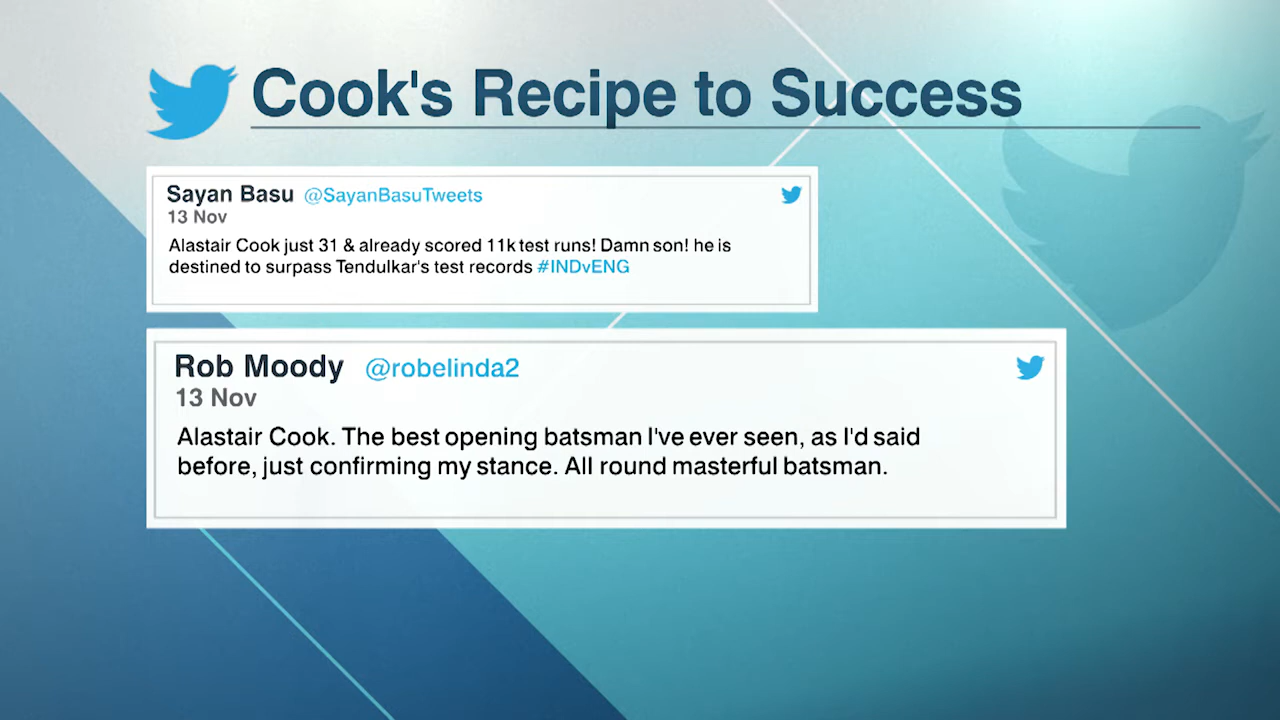 Cook's Recipe to Success
Sayan Basu @SayanBasuTweets
13 Nov
Alastair Cook just 31 & already scored 11k test runs! Damn son! he is
destined to surpass Tendulkar's test records #INDvENG
Rob Moody @robelinda2
13 Nov
Alastair Cook. The best opening batsman I've ever seen, as I'd said
before, just confirming my stance. All round masterful batsman.